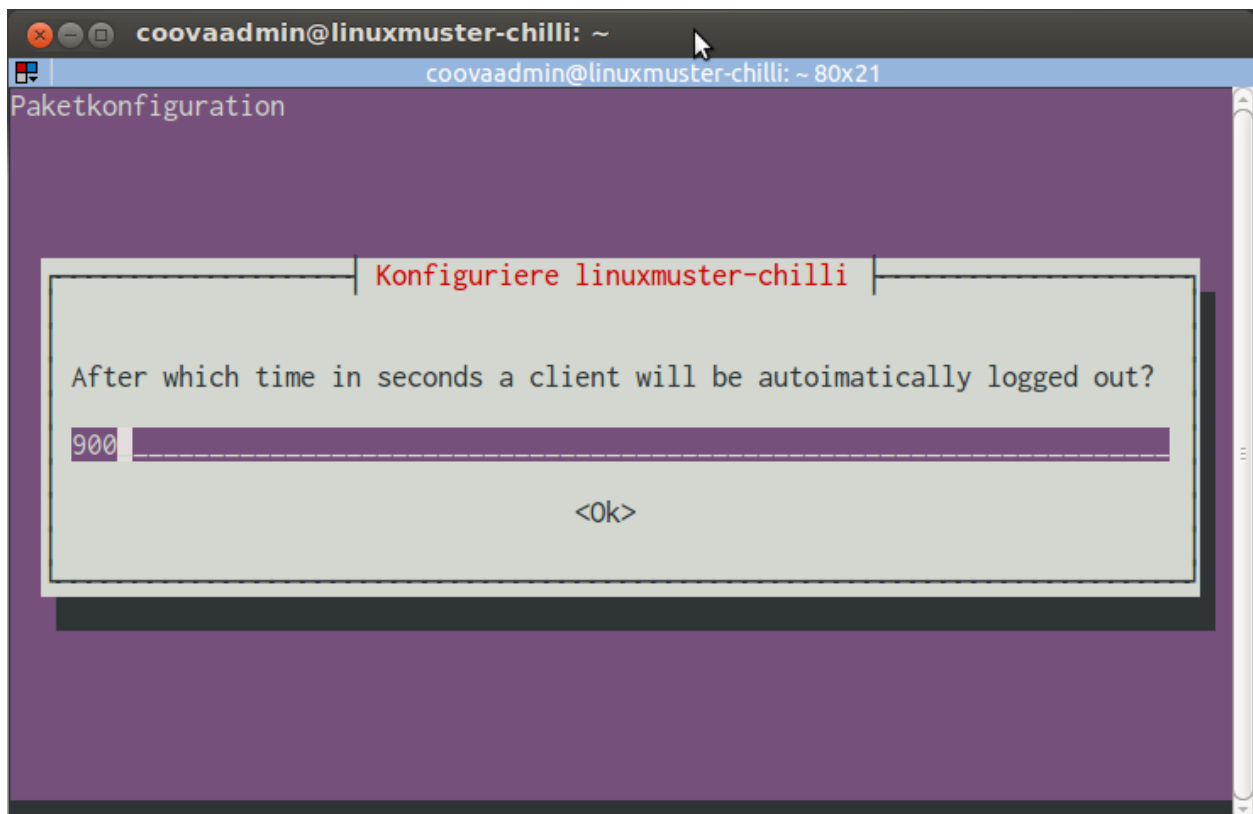 coovaadmin@linuxmuster-chilli: ~
coovaadmin@linuxmuster-chilli: ~ 80x21
Paketkonfiguration
Konfiguriere linuxmuster-chilli
After which time in seconds a client will be autoimatically logged out?
900
<Ok>